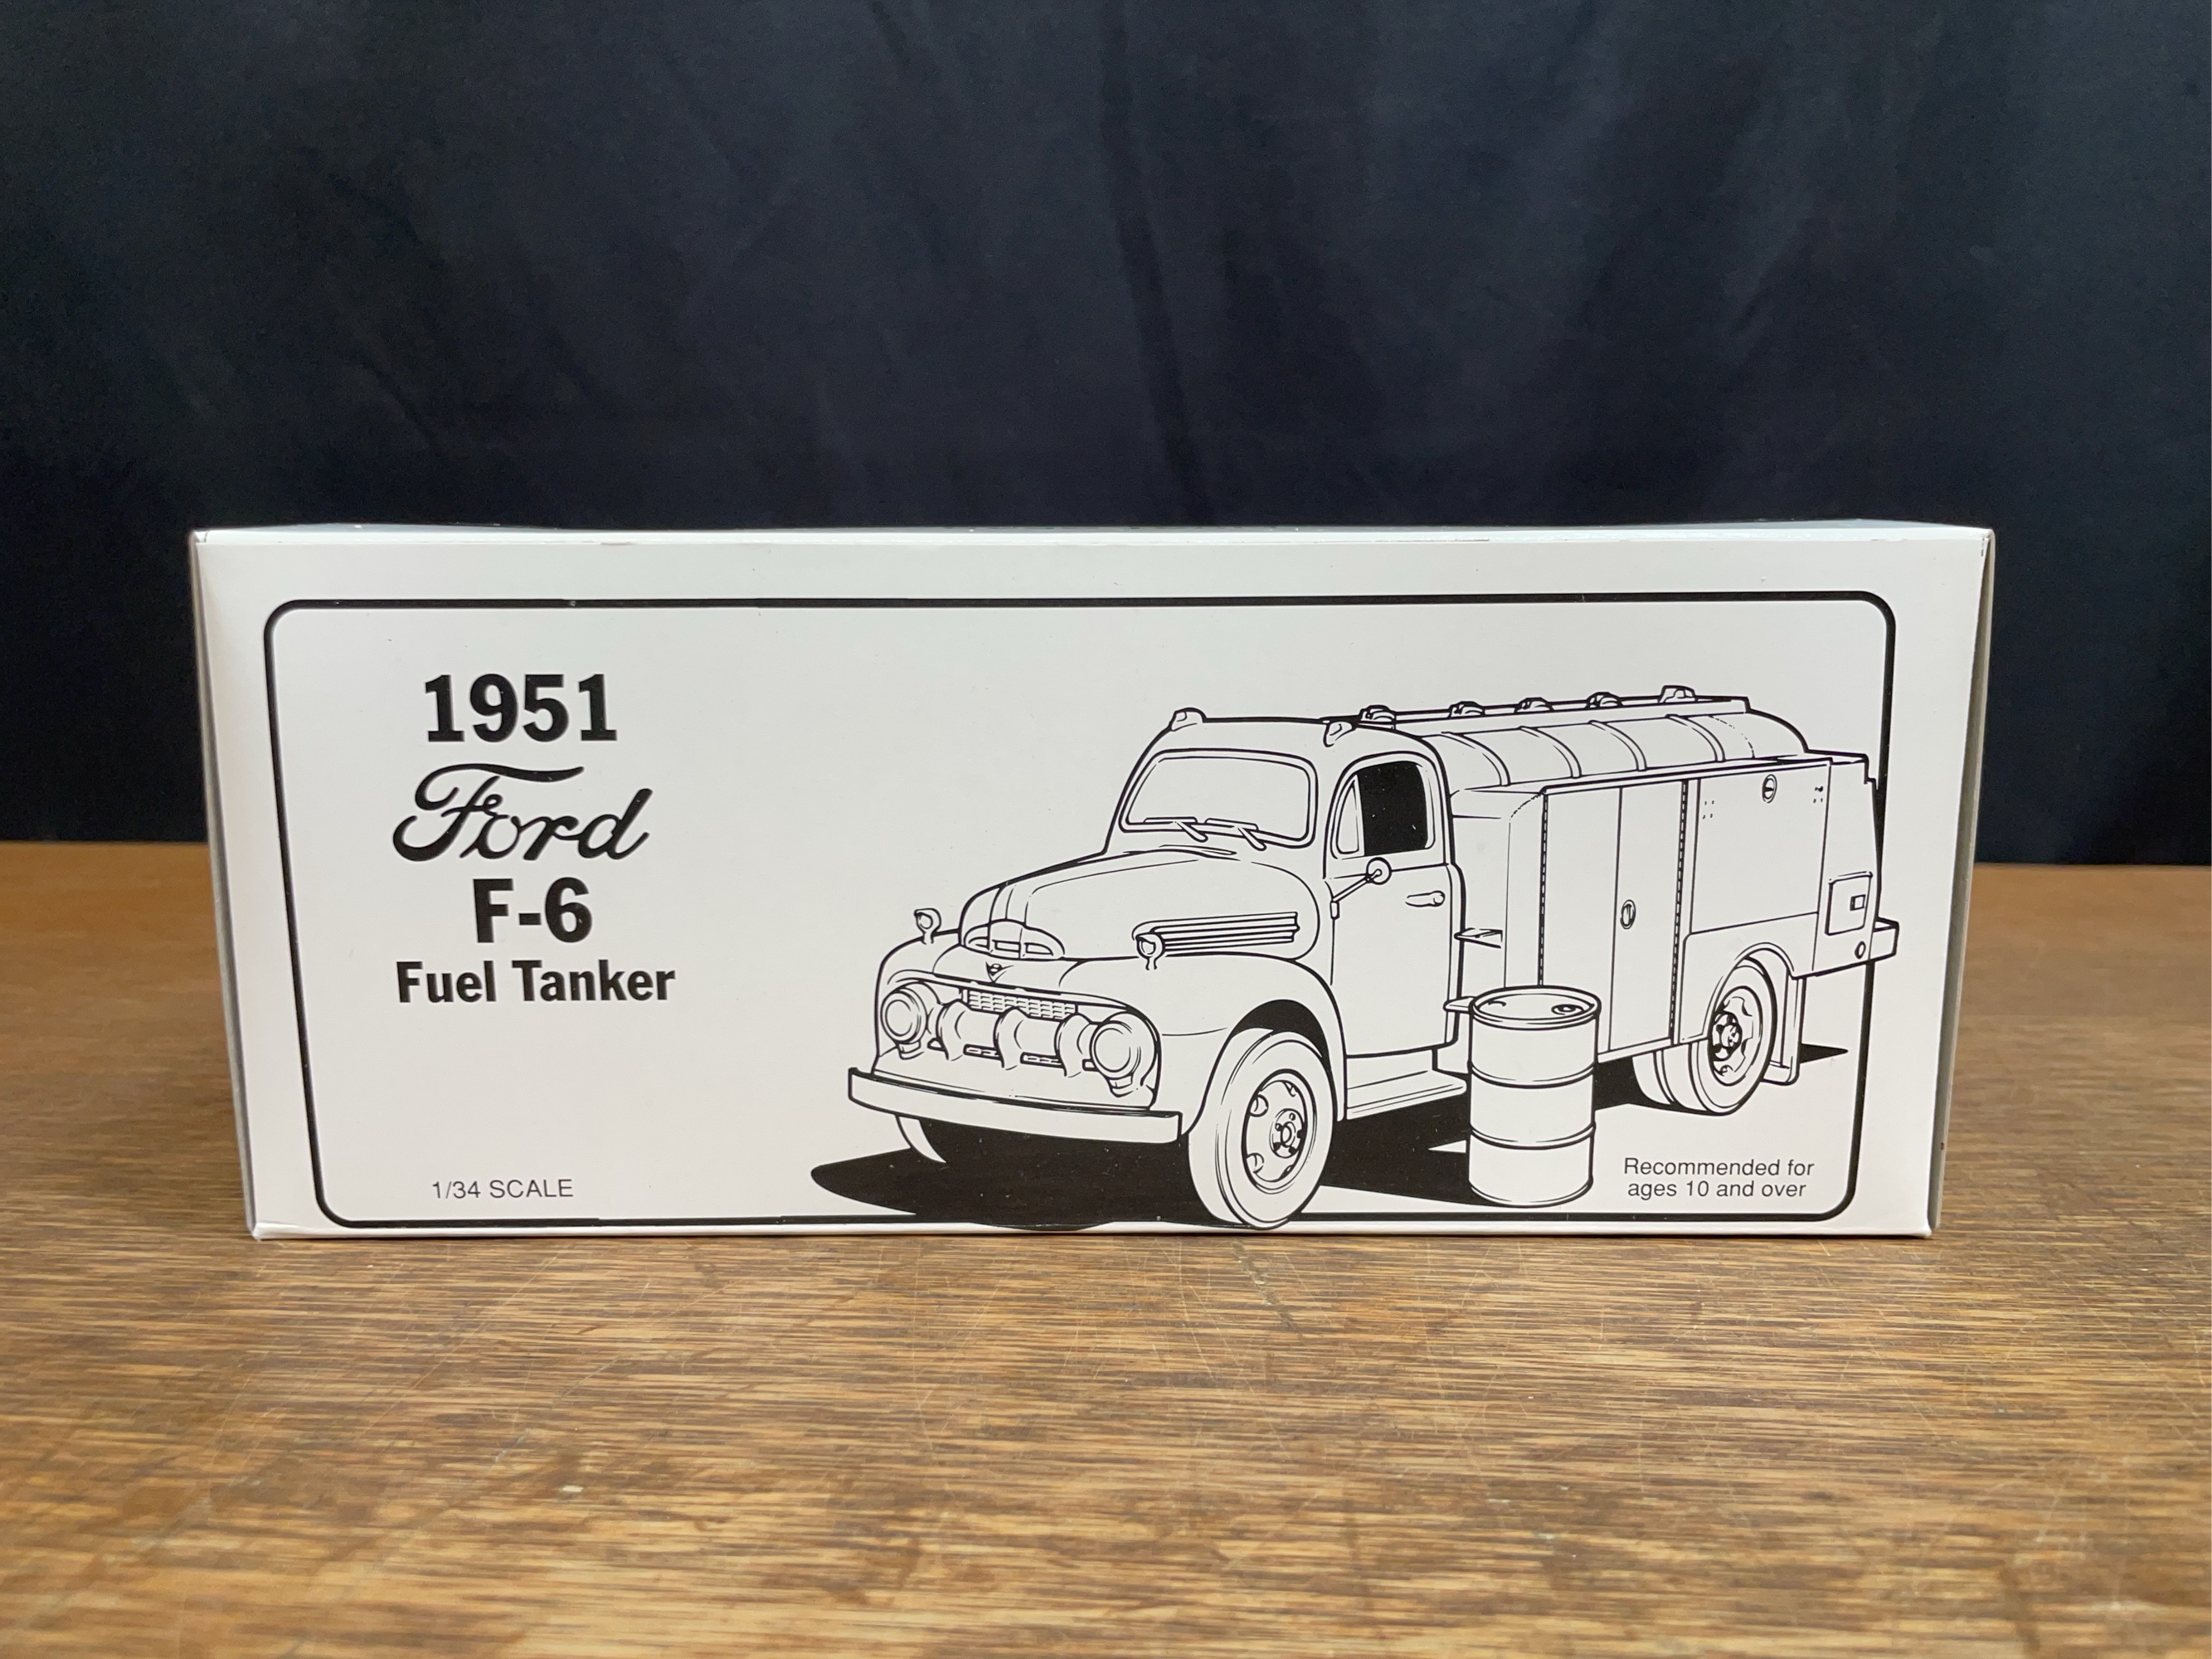 1951
Ford
F-6
Fuel Tanker
1/34 SCALE
Recommended for
ages 10 and over